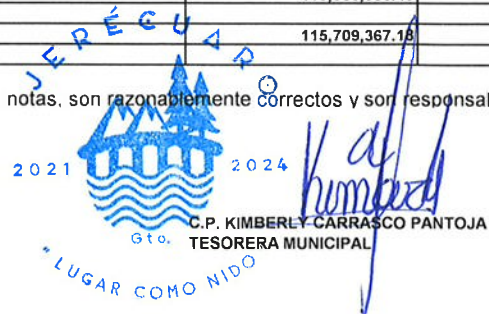 115,709,367.18
notas, son razonablemente correctos y son responsal
JERÉCUARO
2021 2024
Gto.
"LUGAR COMO NIDO
C.P. KIMBERLY CARRASCO PANTOJA
TESORERA MUNICIPAL